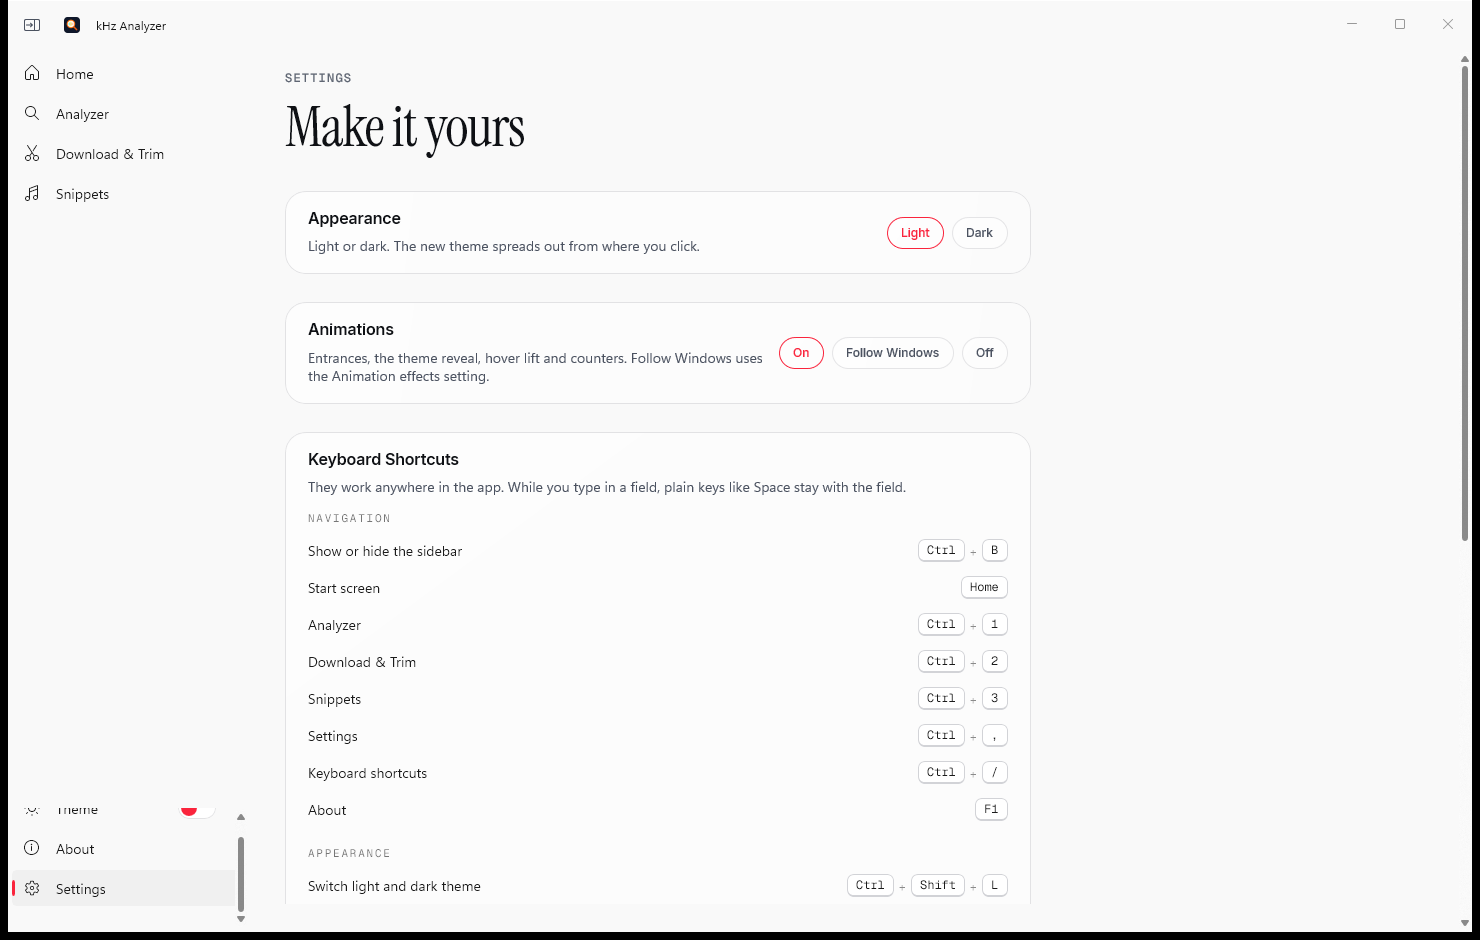 kHz Analyzer
Home
Analyzer
Download & Trim
Snippets
Theme
About
Settings
SETTINGS
Make it yours
Appearance
Light or dark. The new theme spreads out from where you click.
Light
Dark
Animations
Entrances, the theme reveal, hover lift and counters. Follow Windows uses
the Animation effects setting.
On
Follow Windows
Off
Keyboard Shortcuts
They work anywhere in the app. While you type in a field, plain keys like Space stay with the field.
NAVIGATION
Show or hide the sidebar Ctrl + B
Start screen Home
Analyzer Ctrl + 1
Download & Trim Ctrl + 2
Snippets Ctrl + 3
Settings Ctrl + ,
Keyboard shortcuts Ctrl + /
About F1
APPEARANCE
Switch light and dark theme Ctrl + Shift + L